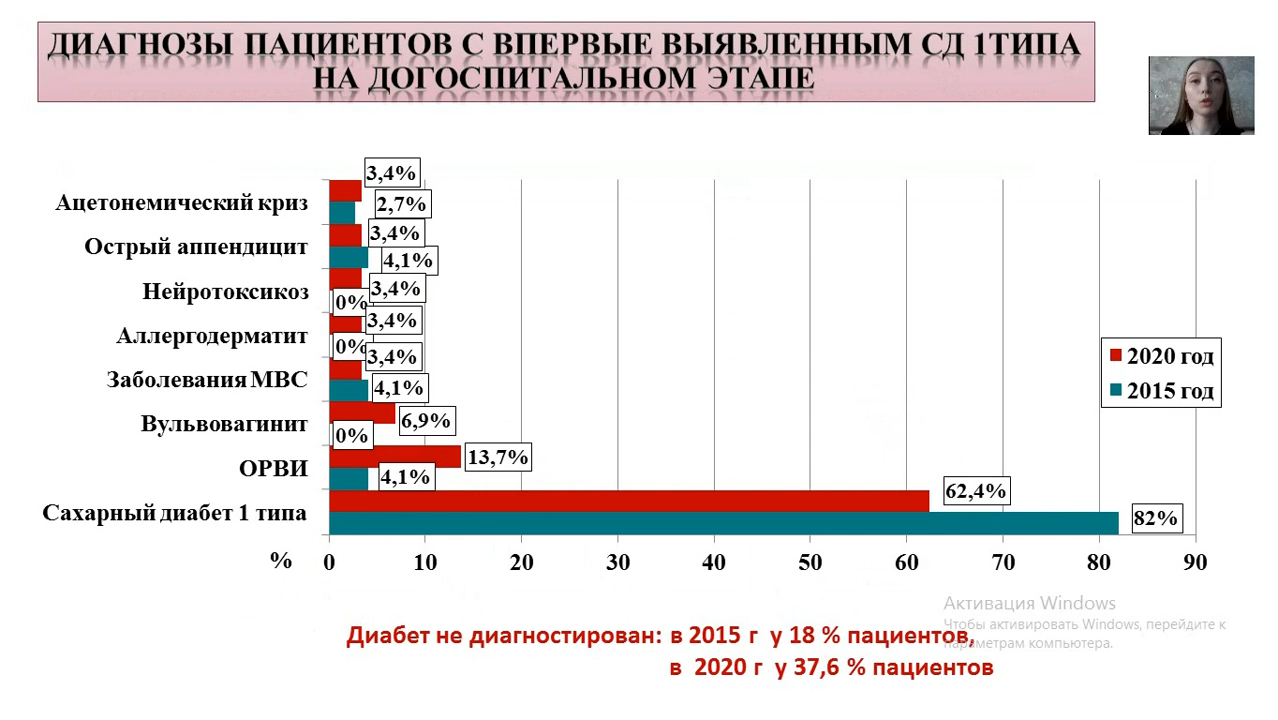 ДИАГНОЗЫ ПАЦИЕНТОВ С ВПЕРВЫЕ ВЫЯВЛЕННЫМ СД 1ТИПА
НА ДОГОСПИТАЛЬНОМ ЭТАПЕ
3,4%
Ацетонемический криз
2,7%
3,4%
Острый аппендицит
4,1%
3,4%
Нейротоксикоз
0%
3,4%
Аллергодерматит
0%
3,4%
Заболевания МВС
4,1%
2020 год
2015 год
6,9%
Вульвовагинит
0%
13,7%
ОРВИ
4,1%
62,4%
Сахарный диабет 1 типа
82%
% 0 10 20 30 40 50 60 70 80 90
Активация Windows
Чтобы активировать Windows, перейдите к
параметрам компьютера.
Диабет не диагностирован: в 2015 г у 18 % пациентов,
в 2020 г у 37,6 % пациентов